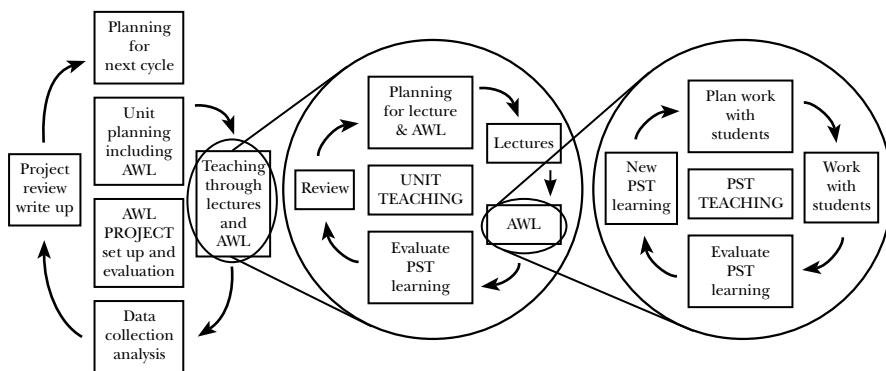 Planning
for
next cycle
Unit
planning
including
AWL
Project
review
write up
AWL
PROJECT
set up and
evaluation
Teaching
through
lectures
and
AWL
Data
collection
analysis
Planning
for lecture
& AWL
Lectures
Review
UNIT
TEACHING
AWL
Evaluate
PST
learning
Plan work
with
students
New
PST
learning
PST
TEACHING
Work
with
students
Evaluate
PST
learning